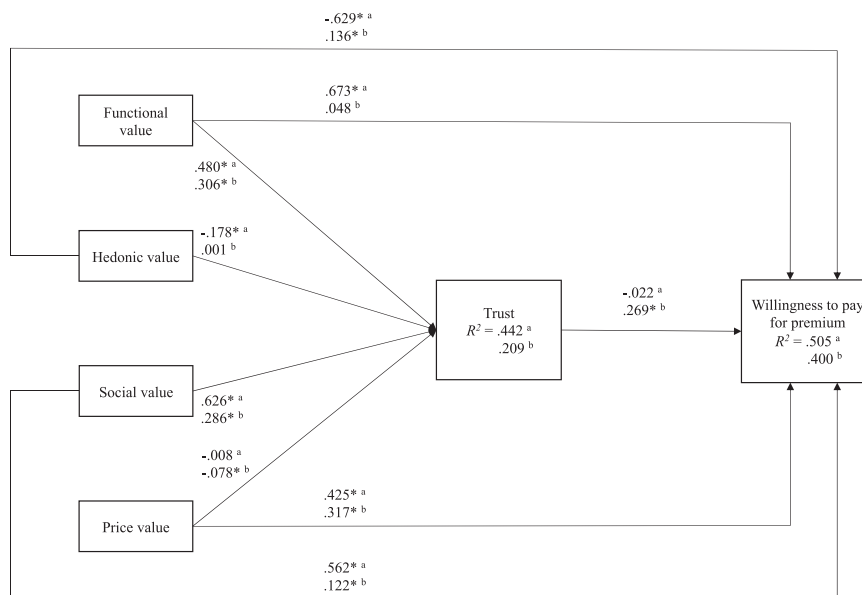 -.629* a
.136* b
.673* a
.048 b
Functional
value
.480* a
.306* b
-.178* a
.001 b
Hedonic value
Trust
R² = .442 a
.209 b
-.022 a
.269* b
Willingness to pay
for premium
R² = .505 a
.400 b
Social value
.626* a
.286* b
-.008 a
-.078* b
Price value
.425* a
.317* b
.562* a
.122* b